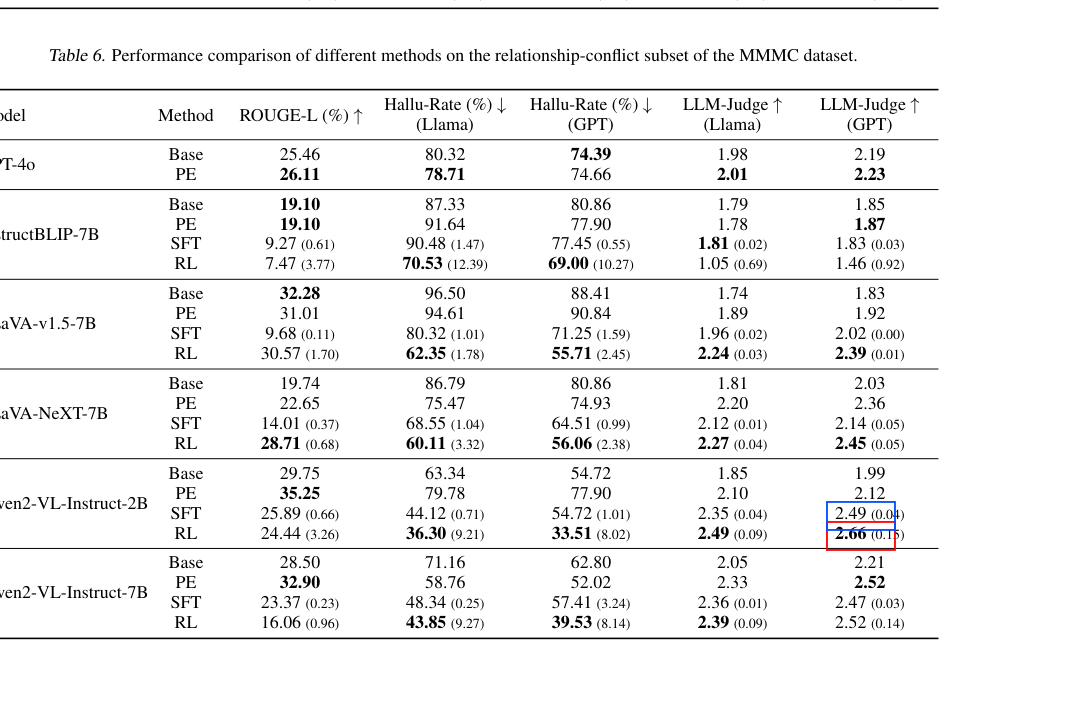 Table 6. Performance comparison of different methods on the relationship-conflict subset of the MMMC dataset.
odel Method ROUGE-L (%) ↑ Hallu-Rate (%) ↓ (Llama) Hallu-Rate (%) ↓ (GPT) LLM-Judge ↑ (Llama) LLM-Judge ↑ (GPT)
PT-4o
Base 25.46 80.32 74.39 1.98 2.19
PE 26.11 78.71 74.66 2.01 2.23
structBLIP-7B
Base 19.10 87.33 80.86 1.79 1.85
PE 19.10 91.64 77.90 1.78 1.87
SFT 9.27 (0.61) 90.48 (1.47) 77.45 (0.55) 1.81 (0.02) 1.83 (0.03)
RL 7.47 (3.77) 70.53 (12.39) 69.00 (10.27) 1.05 (0.69) 1.46 (0.92)
aVA-v1.5-7B
Base 32.28 96.50 88.41 1.74 1.83
PE 31.01 94.61 90.84 1.89 1.92
SFT 9.68 (0.11) 80.32 (1.01) 71.25 (1.59) 1.96 (0.02) 2.02 (0.00)
RL 30.57 (1.70) 62.35 (1.78) 55.71 (2.45) 2.24 (0.03) 2.39 (0.01)
aVA-NeXT-7B
Base 19.74 86.79 80.86 1.81 2.03
PE 22.65 75.47 74.93 2.20 2.36
SFT 14.01 (0.37) 68.55 (1.04) 64.51 (0.99) 2.12 (0.01) 2.14 (0.05)
RL 28.71 (0.68) 60.11 (3.32) 56.06 (2.38) 2.27 (0.04) 2.45 (0.05)
wen2-VL-Instruct-2B
Base 29.75 63.34 54.72 1.85 1.99
PE 35.25 79.78 77.90 2.10 2.12
SFT 25.89 (0.66) 44.12 (0.71) 54.72 (1.01) 2.35 (0.04) 2.49 (0.04)
RL 24.44 (3.26) 36.30 (9.21) 33.51 (8.02) 2.49 (0.09) 2.66 (0.15)
wen2-VL-Instruct-7B
Base 28.50 71.16 62.80 2.05 2.21
PE 32.90 58.76 52.02 2.33 2.52
SFT 23.37 (0.23) 48.34 (0.25) 57.41 (3.24) 2.36 (0.01) 2.47 (0.03)
RL 16.06 (0.96) 43.85 (9.27) 39.53 (8.14) 2.39 (0.09) 2.52 (0.14)